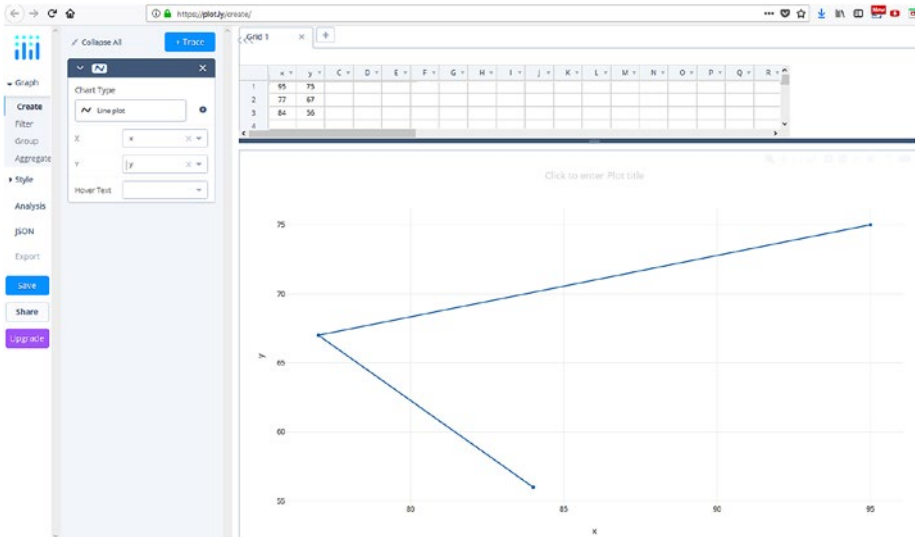 https://plot.ly/create/
New
Collapse All
+ Trace
Grid 1
+
Graph
Create
Filter
Group
Aggregate
Style
Analysis
JSON
Export
Save
Share
Upgrade
Chart Type
Line plot
X x
Y y
Hover Text
x y C D E F G H I J K L M N O P Q R
1 95 75
2 77 67
3 84 56
4
Click to enter Plot title
75
70
65
60
55
y
80 85 90 95
x